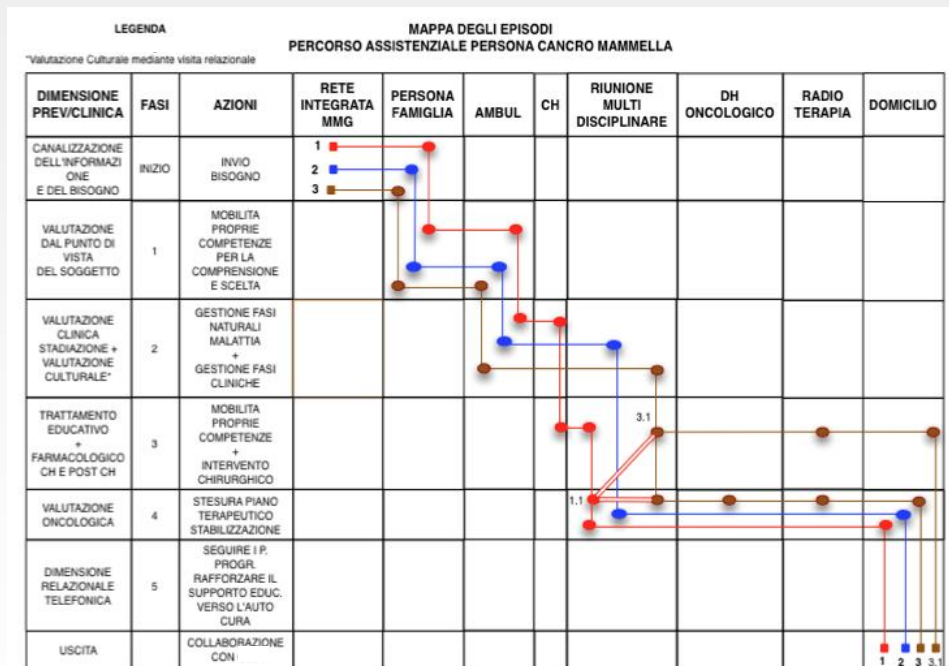 LEGENDA
MAPPA DEGLI EPISODI
PERCORSO ASSISTENZIALE PERSONA CANCRO MAMMELLA
*Valutazione Culturale mediante visita relazionale
DIMENSIONE
PREV/CLINICA
FASI
AZIONI
RETE
INTEGRATA
MMG
PERSONA
FAMIGLIA
AMBUL
CH
RIUNIONE
MULTI
DISCIPLINARE
DH
ONCOLOGICO
RADIO
TERAPIA
DOMICILIO
CANALIZZAZIONE
DELL'INFORMAZI
ONE
E DEL BISOGNO
INIZIO
INVIO
BISOGNO
1
2
3
VALUTAZIONE
DAL PUNTO DI
VISTA
DEL SOGGETTO
1
MOBILITA
PROPRIE
COMPETENZE
PER LA
COMPRENSIONE
E SCELTA
VALUTAZIONE
CLINICA
STADIAZIONE +
VALUTAZIONE
CULTURALE*
2
GESTIONE FASI
NATURALI
MALATTIA
+
GESTIONE FASI
CLINICHE
TRATTAMENTO
EDUCATIVO
+
FARMACOLOGICO
CH E POST CH
3
MOBILITA
PROPRIE
COMPETENZE
+
INTERVENTO
CHIRURGICO
3.1
VALUTAZIONE
ONCOLOGICA
4
STESURA PIANO
TERAPEUTICO
STABILIZZAZIONE
1.1
DIMENSIONE
RELAZIONALE
TELEFONICA
5
SEGUIRE I P.
PROGR.
RAFFORZARE IL
SUPPORTO EDUC.
VERSO L'AUTO
CURA
USCITA
COLLABORAZIONE
CON
1 2 3 3.1